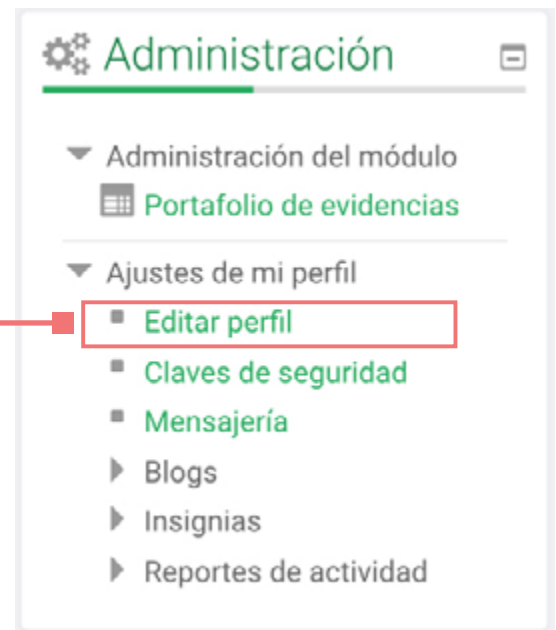 Administración
Administración del módulo
Portafolio de evidencias
Ajustes de mi perfil
Editar perfil
Claves de seguridad
Mensajería
Blogs
Insignias
Reportes de actividad